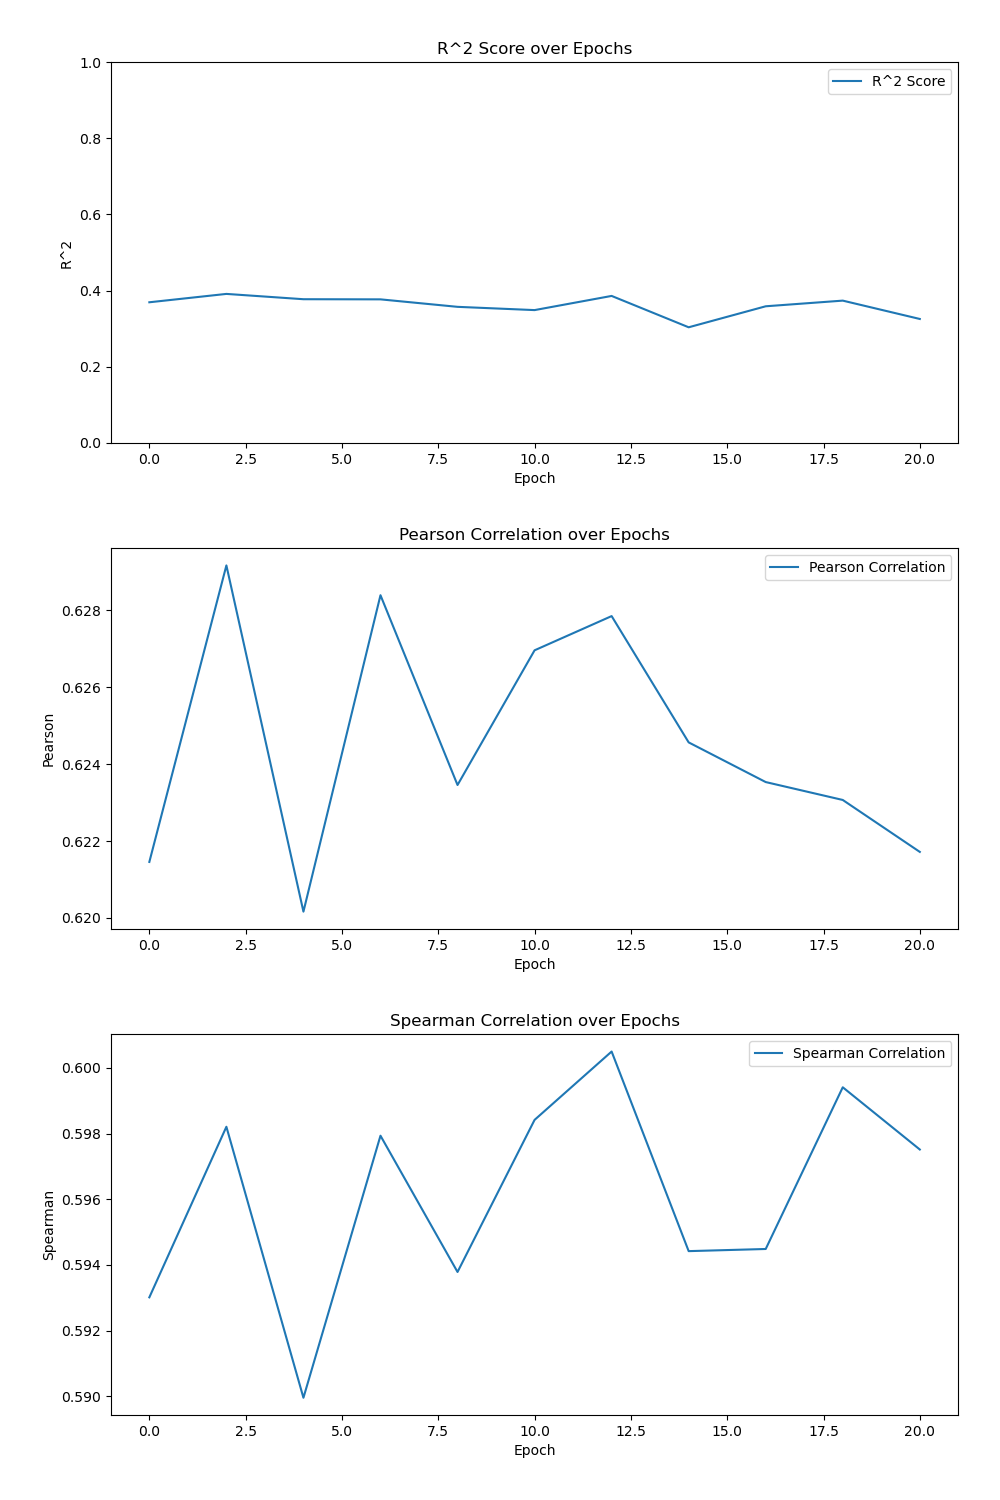 R^2 Score over Epochs
R^2 Score
1.0
0.8
0.6
0.4
0.2
0.0
R^2
0.0 2.5 5.0 7.5 10.0 12.5 15.0 17.5 20.0
Epoch
Pearson Correlation over Epochs
Pearson Correlation
0.628
0.626
0.624
0.622
0.620
Pearson
0.0 2.5 5.0 7.5 10.0 12.5 15.0 17.5 20.0
Epoch
Spearman Correlation over Epochs
Spearman Correlation
0.600
0.598
0.596
0.594
0.592
0.590
Spearman
0.0 2.5 5.0 7.5 10.0 12.5 15.0 17.5 20.0
Epoch